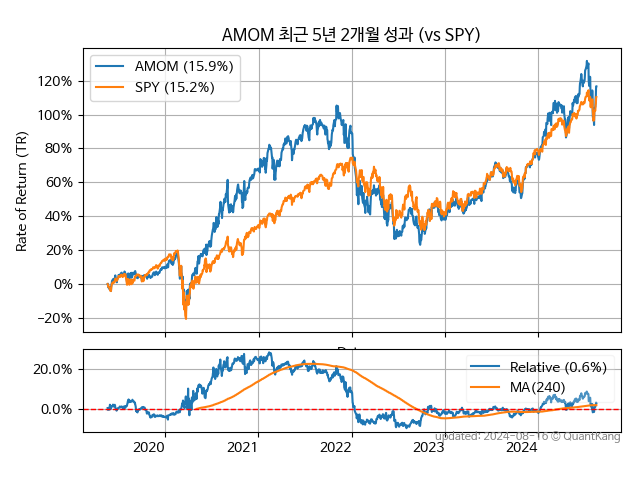 AMOM 최근 5년 2개월 성과 (vs SPY)
Rate of Return (TR)
120%
100%
80%
60%
40%
20%
0%
−20%
AMOM (15.9%)
SPY (15.2%)
20.0%
0.0%
Relative (0.6%)
MA(240)
2020
2021
2022
2023
2024
updated: 2024-08-16 © QuantKang